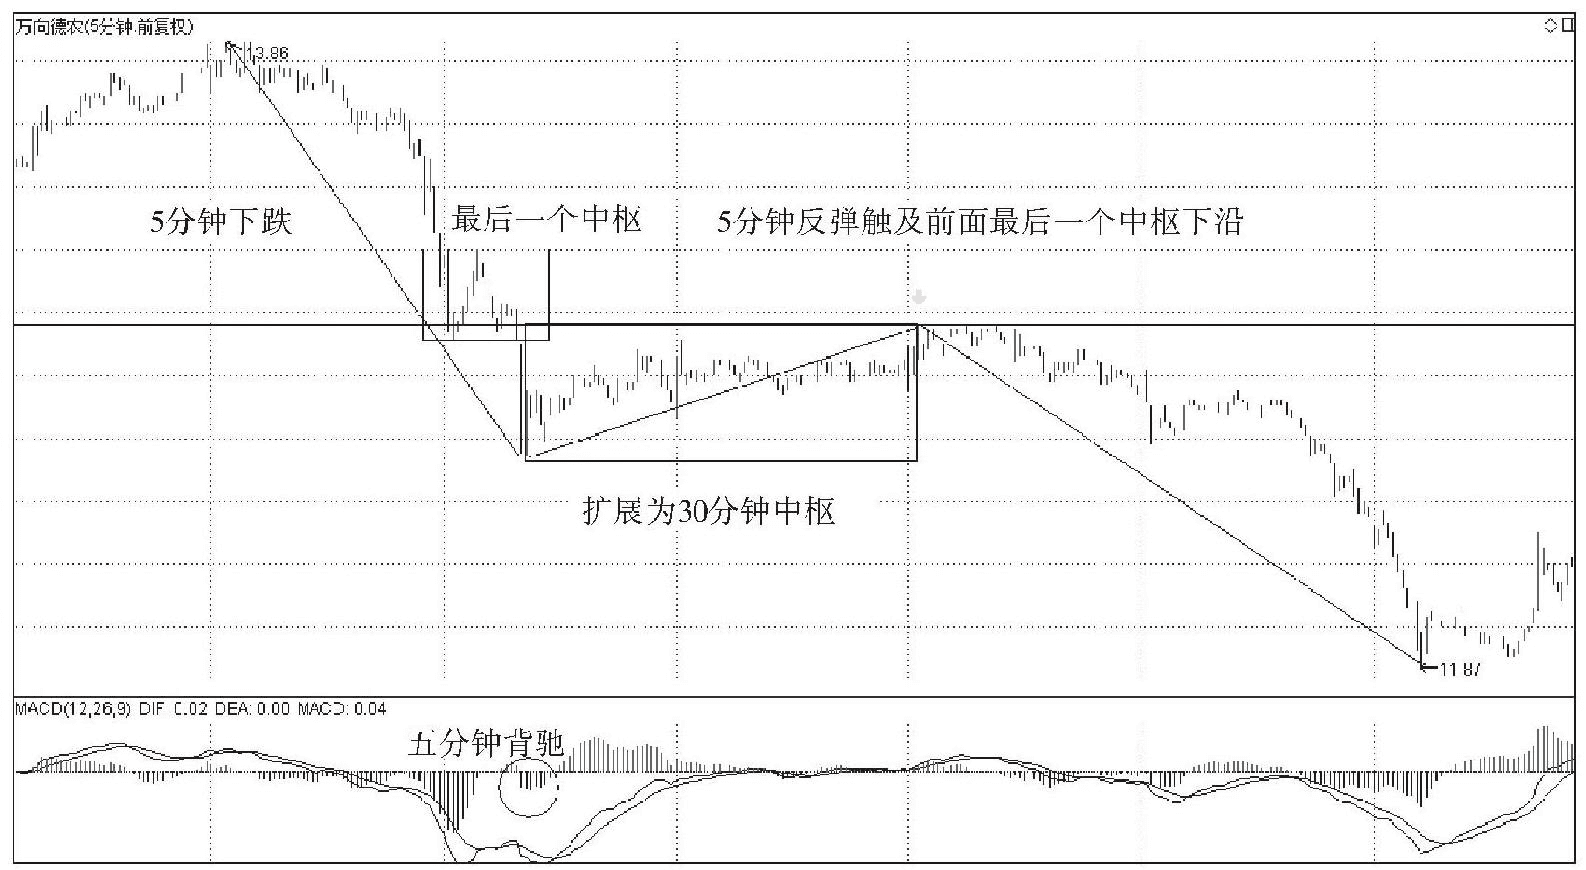 万向德农(5分钟.前复权)
13.86
5分钟下跌
最后一个中枢
5分钟反弹触及前面最后一个中枢下沿
扩展为30分钟中枢
11.87
MACD(12,26,9) DIF 0.02 DEA: 0.00 MACD: 0.04
五分钟背驰